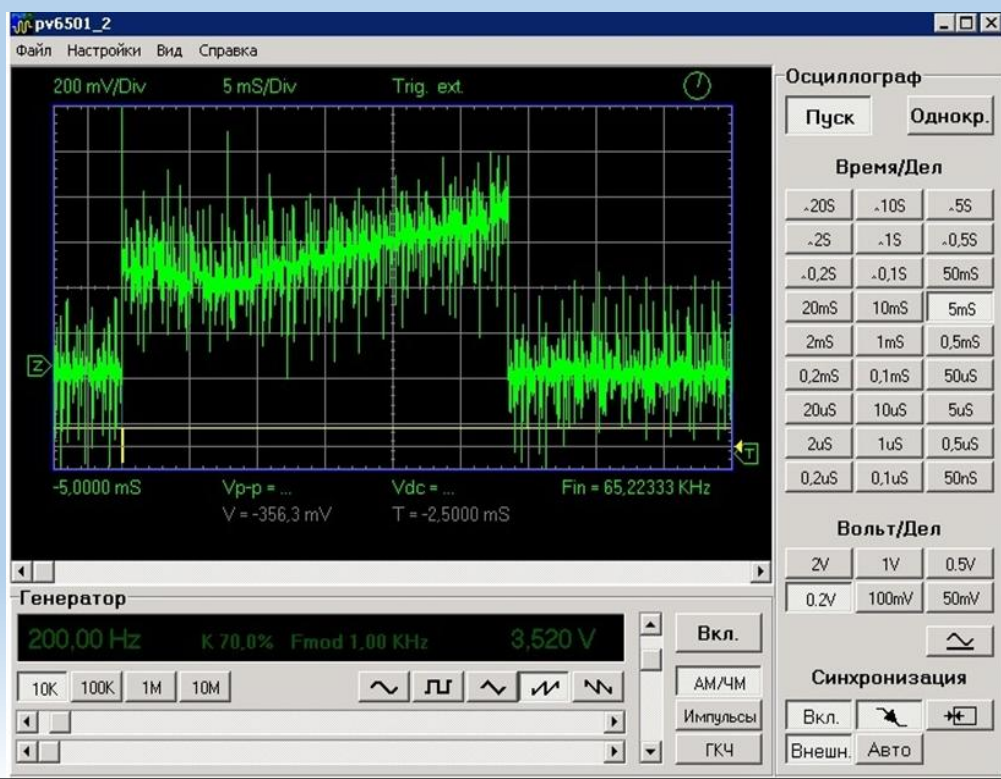 pv6501_2
Файл Настройки Вид Справка
200 mV/Div 5 mS/Div Trig. ext.
Z
T
-5,0000 mS Vp-p = ... Vdc = ... Fin = 65,22333 KHz
V = -356,3 mV T = -2,5000 mS
Осциллограф
Пуск Однокр.
Время/Дел
^20S ^10S ^5S
^2S ^1S ^0,5S
^0,2S ^0,1S 50mS
20mS 10mS 5mS
2mS 1mS 0,5mS
0,2mS 0,1mS 50uS
20uS 10uS 5uS
2uS 1uS 0,5uS
0,2uS 0,1uS 50nS
Вольт/Дел
2V 1V 0.5V
0.2V 100mV 50mV
Синхронизация
Вкл.
Внешн. Авто
Генератор
200,00 Hz K 70,0% Fmod 1,00 KHz 3,520 V
Вкл.
10K 100K 1M 10M
АМ/ЧМ
Импульсы
ГКЧ